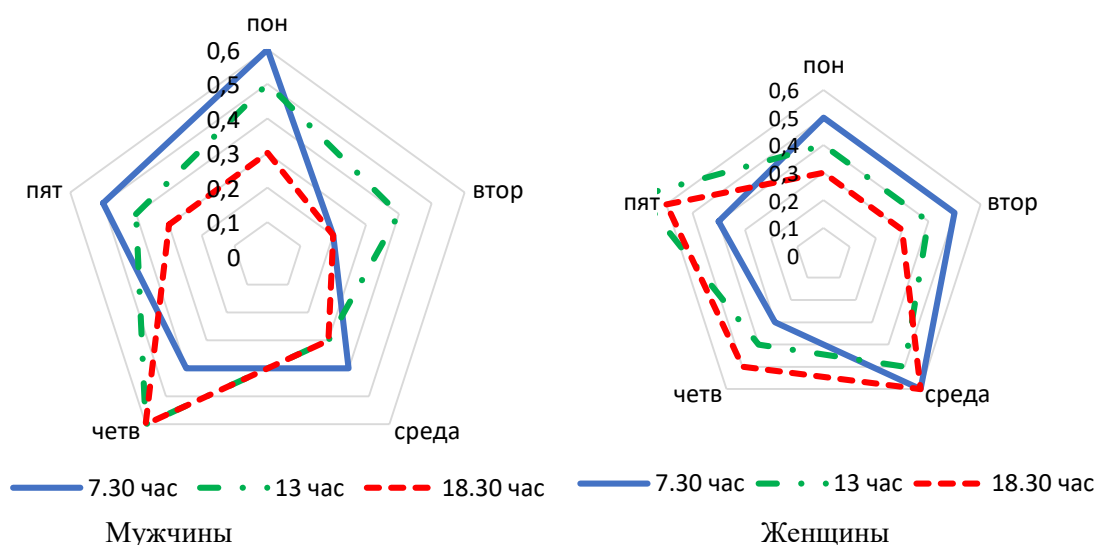 пон
0,6
0,5
0,4
0,3
0,2
0,1
0
втор
среда
четв
пят
7.30 час 13 час 18.30 час
Мужчины
пон
0,6
0,5
0,4
0,3
0,2
0,1
0
втор
среда
четв
пят
7.30 час 13 час 18.30 час
Женщины